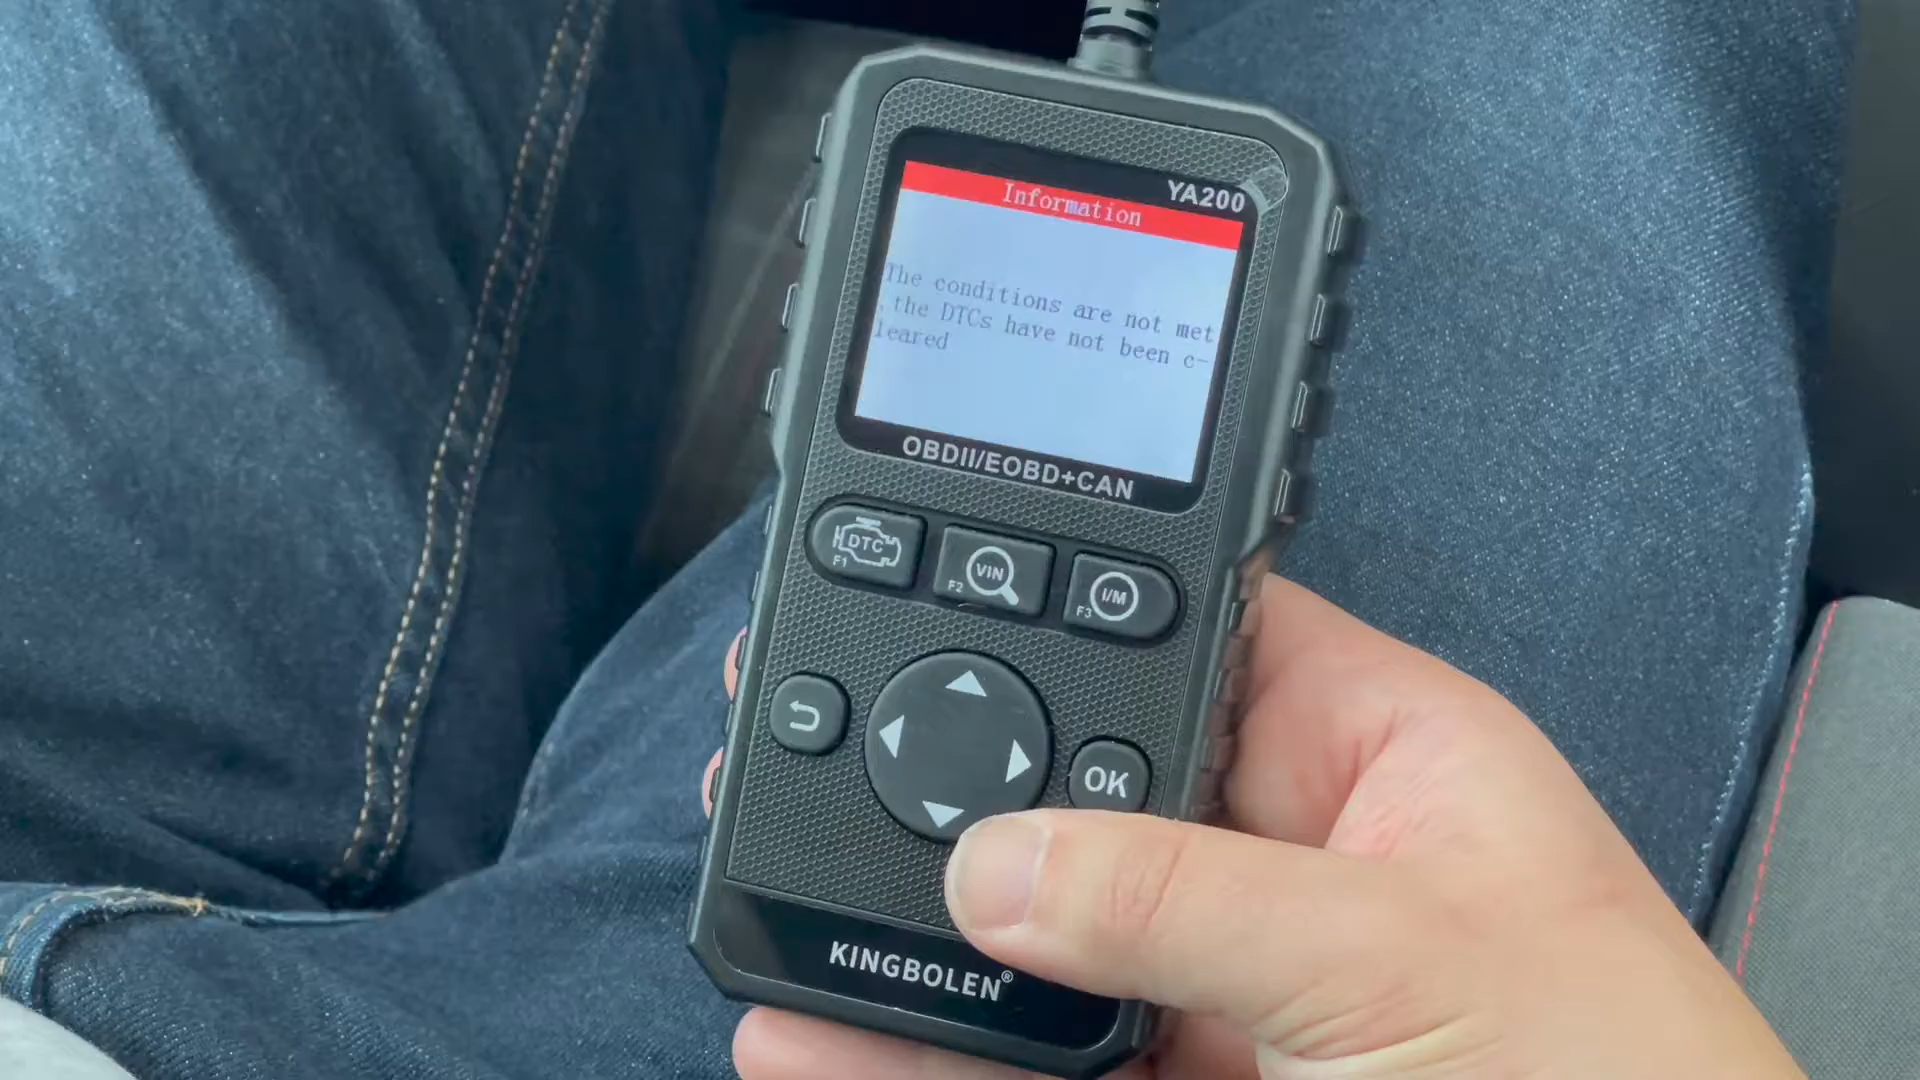 YA200
Information
The conditions are not met
,the DTCs have not been c-
leared
OBDII/EOBD+CAN
DTC
F1
VIN
F2
I/M
F3
OK
KINGBOLEN®